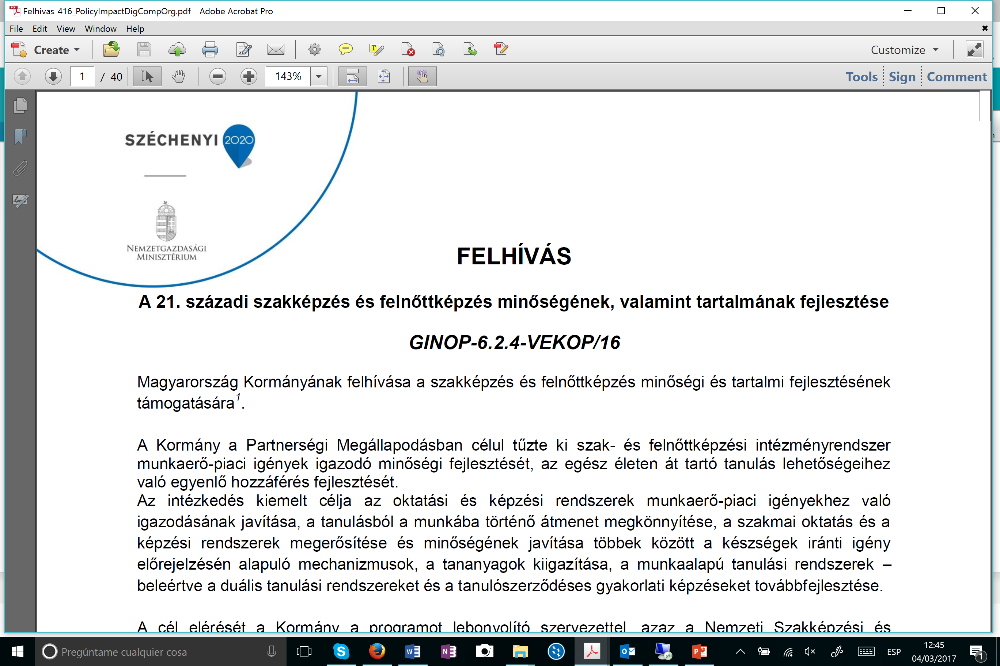 Felhivas-416_PolicyImpactDigCompOrg.pdf - Adobe Acrobat Pro
File Edit View Window Help
Create
Customize
1 / 40
143%
Tools Sign Comment
SZÉCHENYI 2020
NEMZETGAZDASÁGI
MINISZTÉRIUM
FELHÍVÁS
A 21. századi szakképzés és felnőttképzés minőségének, valamint tartalmának fejlesztése
GINOP-6.2.4-VEKOP/16
Magyarország Kormányának felhívása a szakképzés és felnőttképzés minőségi és tartalmi fejlesztésének
támogatására1.
A Kormány a Partnerségi Megállapodásban célul tűzte ki szak- és felnőttképzési intézményrendszer
munkaerő-piaci igények igazodó minőségi fejlesztését, az egész életen át tartó tanulás lehetőségeihez
való egyenlő hozzáférés fejlesztését.
Az intézkedés kiemelt célja az oktatási és képzési rendszerek munkaerő-piaci igényekhez való
igazodásának javítása, a tanulásból a munkába történő átmenet megkönnyítése, a szakmai oktatás és a
képzési rendszerek megerősítése és minőségének javítása többek között a készségek iránti igény
előrejelzésén alapuló mechanizmusok, a tananyagok kiigazítása, a munkaalapú tanulási rendszerek –
beleértve a duális tanulási rendszereket és a tanulószerződéses gyakorlati képzéseket továbbfejlesztése.
A cél elérését a Kormány a programot lebonyolító szervezettel, azaz a Nemzeti Szakképzési és
Pregúntame cualquier cosa
ESP
12:45
04/03/2017
1